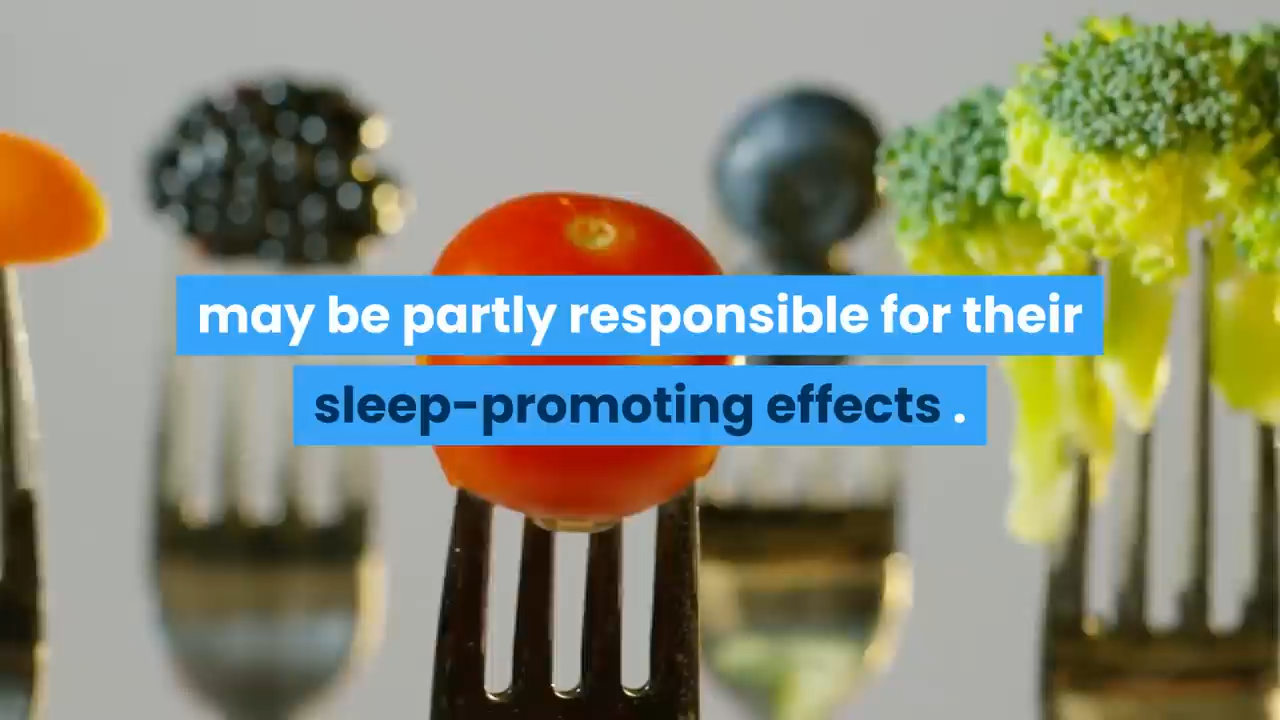 may be partly responsible for their
sleep-promoting effects .